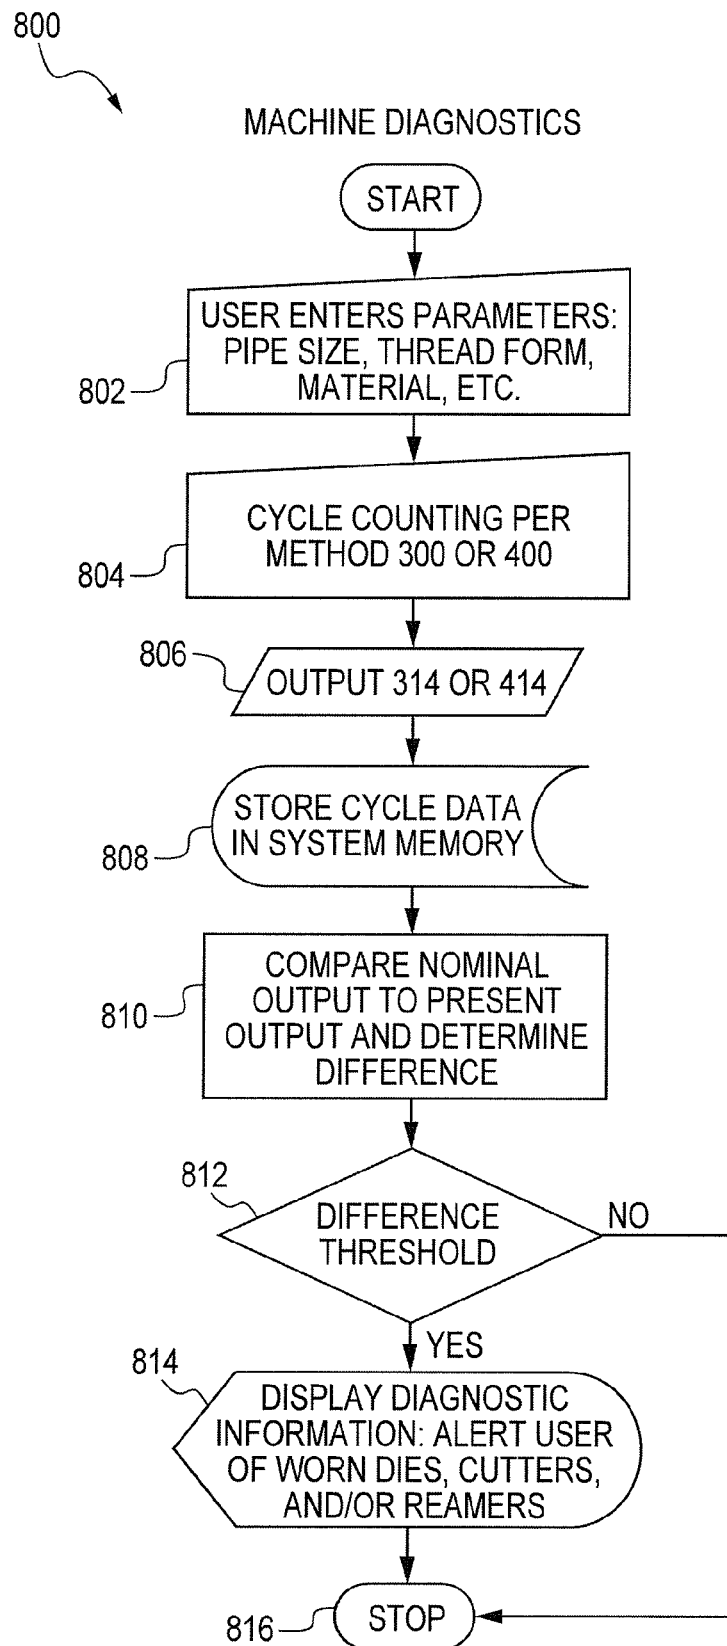 800
MACHINE DIAGNOSTICS
START
USER ENTERS PARAMETERS:
PIPE SIZE, THREAD FORM,
MATERIAL, ETC.
802
CYCLE COUNTING PER
METHOD 300 OR 400
804
806
OUTPUT 314 OR 414
STORE CYCLE DATA
IN SYSTEM MEMORY
808
COMPARE NOMINAL
OUTPUT TO PRESENT
OUTPUT AND DETERMINE
DIFFERENCE
810
812
DIFFERENCE
THRESHOLD
NO
YES
814
DISPLAY DIAGNOSTIC
INFORMATION: ALERT USER
OF WORN DIES, CUTTERS,
AND/OR REAMERS
816
STOP